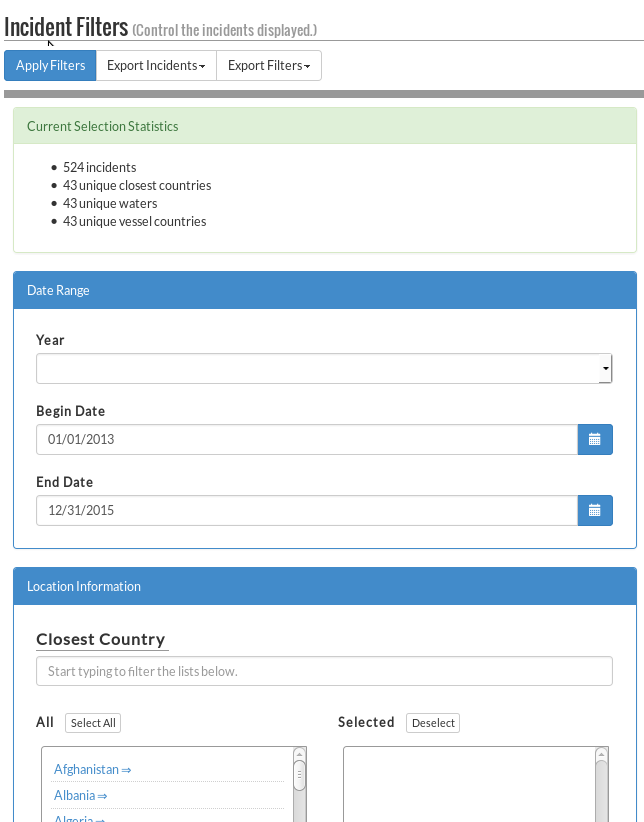 Incident Filters (Control the incidents displayed.)
Apply Filters Export Incidents Export Filters
Current Selection Statistics
• 524 incidents
• 43 unique closest countries
• 43 unique waters
• 43 unique vessel countries
Date Range
Year
Begin Date
01/01/2013
End Date
12/31/2015
Location Information
Closest Country
Start typing to filter the lists below.
All Select All Selected Deselect
Afghanistan ⇒
Albania ⇒
Algeria ⇒